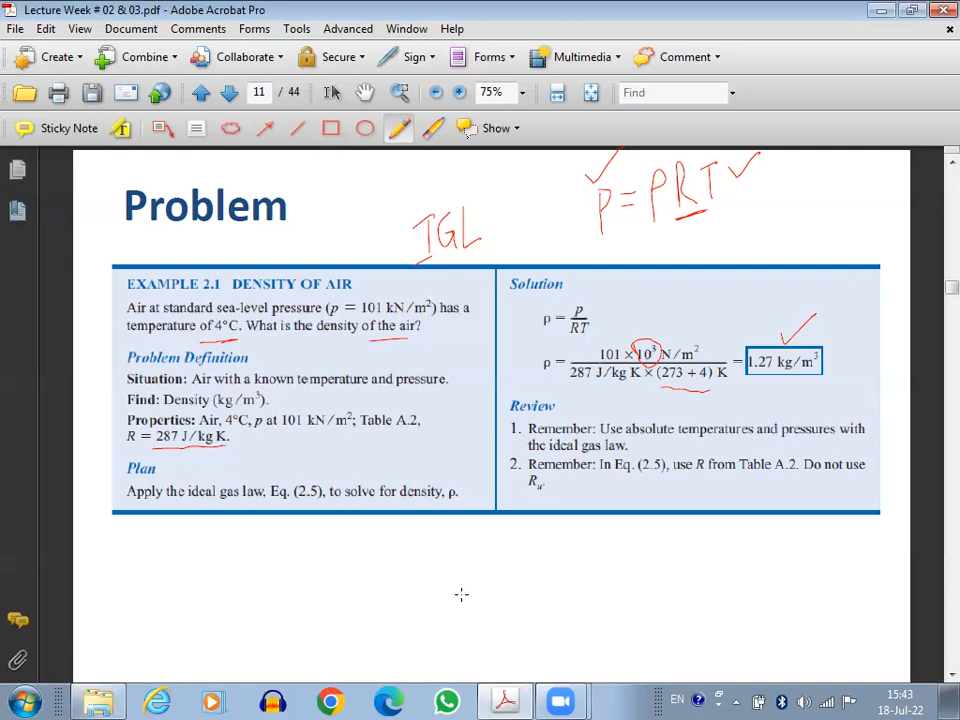 Lecture Week # 02 & 03.pdf - Adobe Acrobat Pro
File Edit View Document Comments Forms Tools Advanced Window Help
Create Combine Collaborate Secure Sign Forms Multimedia Comment
11 / 44 75% Find
Sticky Note Show
Problem
IGL
P = ρRT
EXAMPLE 2.1 DENSITY OF AIR
Air at standard sea-level pressure (p = 101 kN/m²) has a
temperature of 4°C. What is the density of the air?
Problem Definition
Situation: Air with a known temperature and pressure.
Find: Density (kg/m³).
Properties: Air, 4°C, p at 101 kN/m²; Table A.2,
R = 287 J/kg K.
Plan
Apply the ideal gas law, Eq. (2.5), to solve for density, ρ.
Solution
ρ = p
RT
ρ = 101 × 10³ N/m²
287 J/kg K × (273 + 4) K = 1.27 kg/m³
Review
1. Remember: Use absolute temperatures and pressures with
the ideal gas law.
2. Remember: In Eq. (2.5), use R from Table A.2. Do not use
Rᵤ.
EN 15:43
18-Jul-22